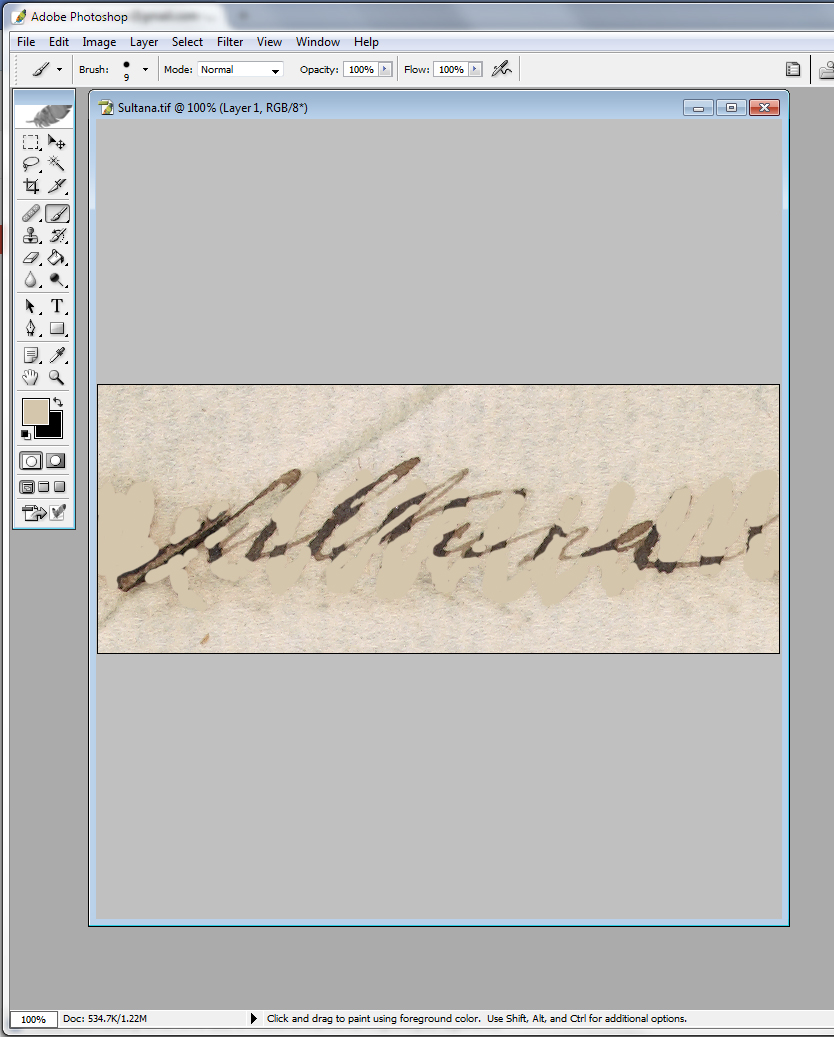 Adobe Photoshop
File Edit Image Layer Select Filter View Window Help
Brush: 9 Mode: Normal Opacity: 100% Flow: 100%
Sultana.tif @ 100% (Layer 1, RGB/8*)
T
Sultana
100% Doc: 534.7K/1.22M Click and drag to paint using foreground color. Use Shift, Alt, and Ctrl for additional options.